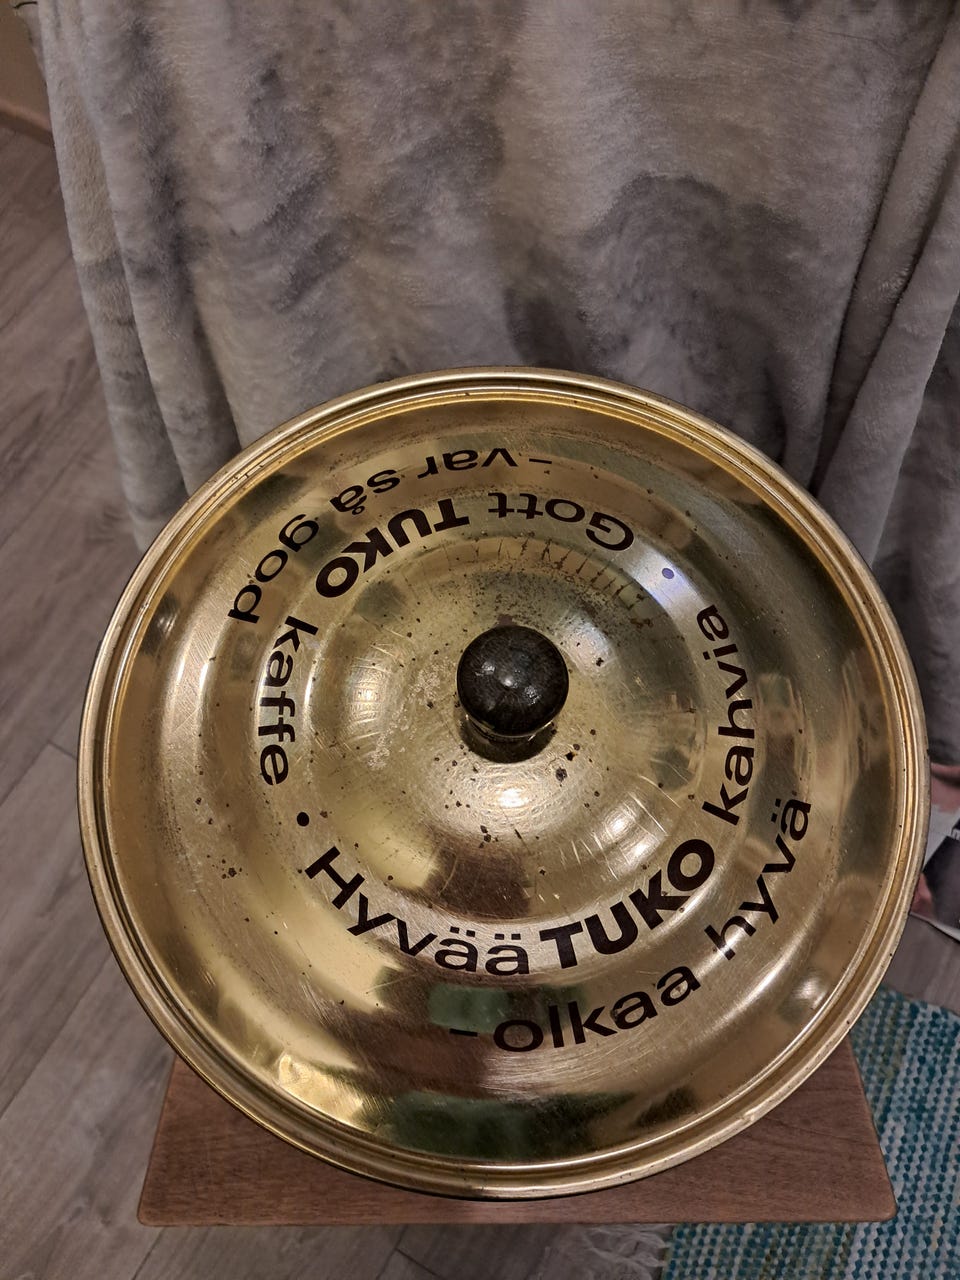 • Hyvää TUKO kahvia
– olkaa hyvä
• Gott TUKO kaffe
– var så god